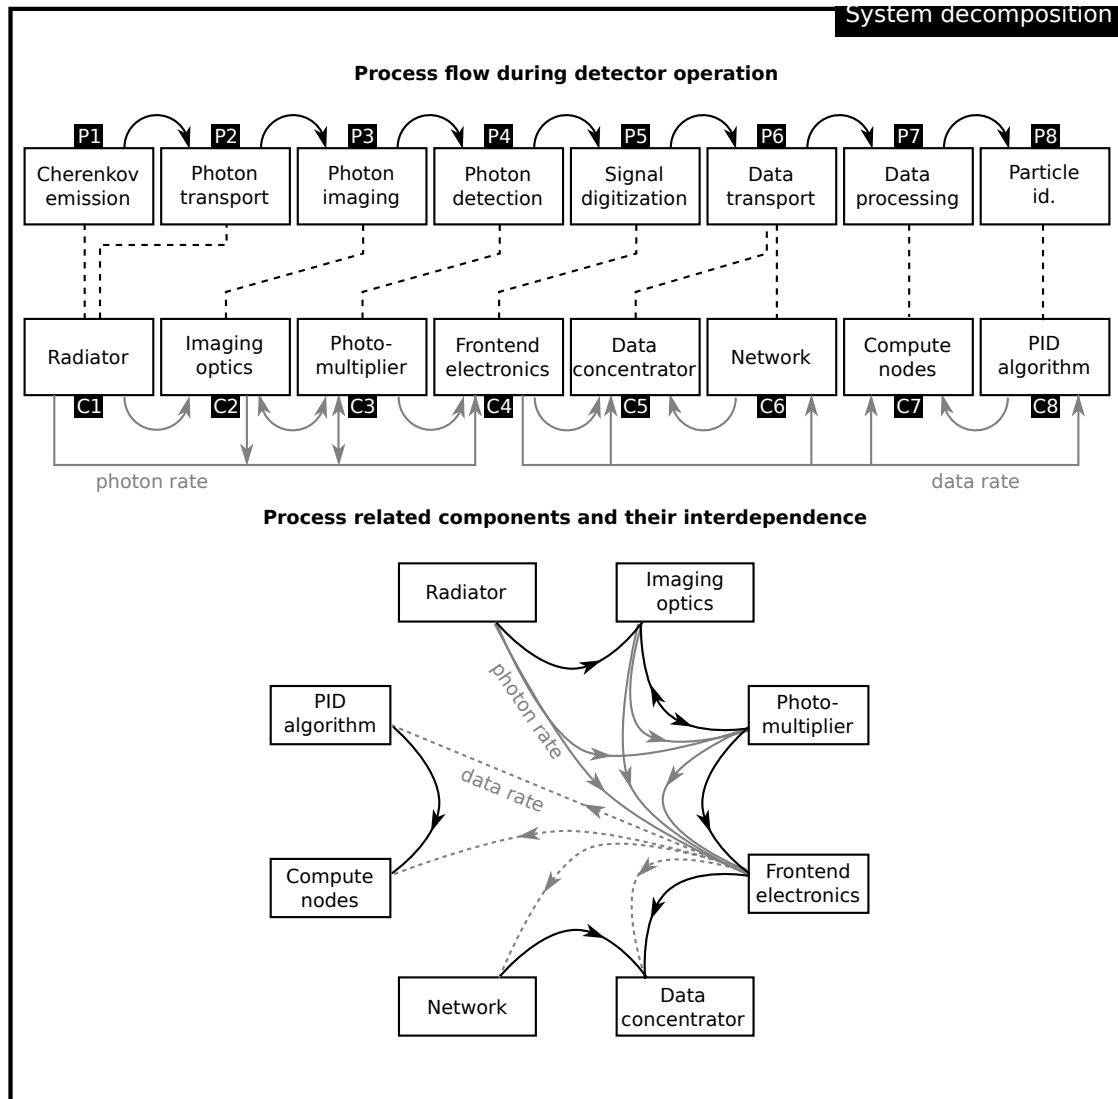 System decomposition
Process flow during detector operation
P1
P2
P3
P4
P5
P6
P7
P8
Cherenkov
emission
Photon
transport
Photon
imaging
Photon
detection
Signal
digitization
Data
transport
Data
processing
Particle
id.
Radiator
Imaging
optics
Photo-
multiplier
Frontend
electronics
Data
concentrator
Network
Compute
nodes
PID
algorithm
C1
C2
C3
C4
C5
C6
C7
C8
photon rate
data rate
Process related components and their interdependence
Radiator
Imaging
optics
photon rate
PID
algorithm
Photo-
multiplier
data rate
Compute
nodes
Frontend
electronics
Network
Data
concentrator